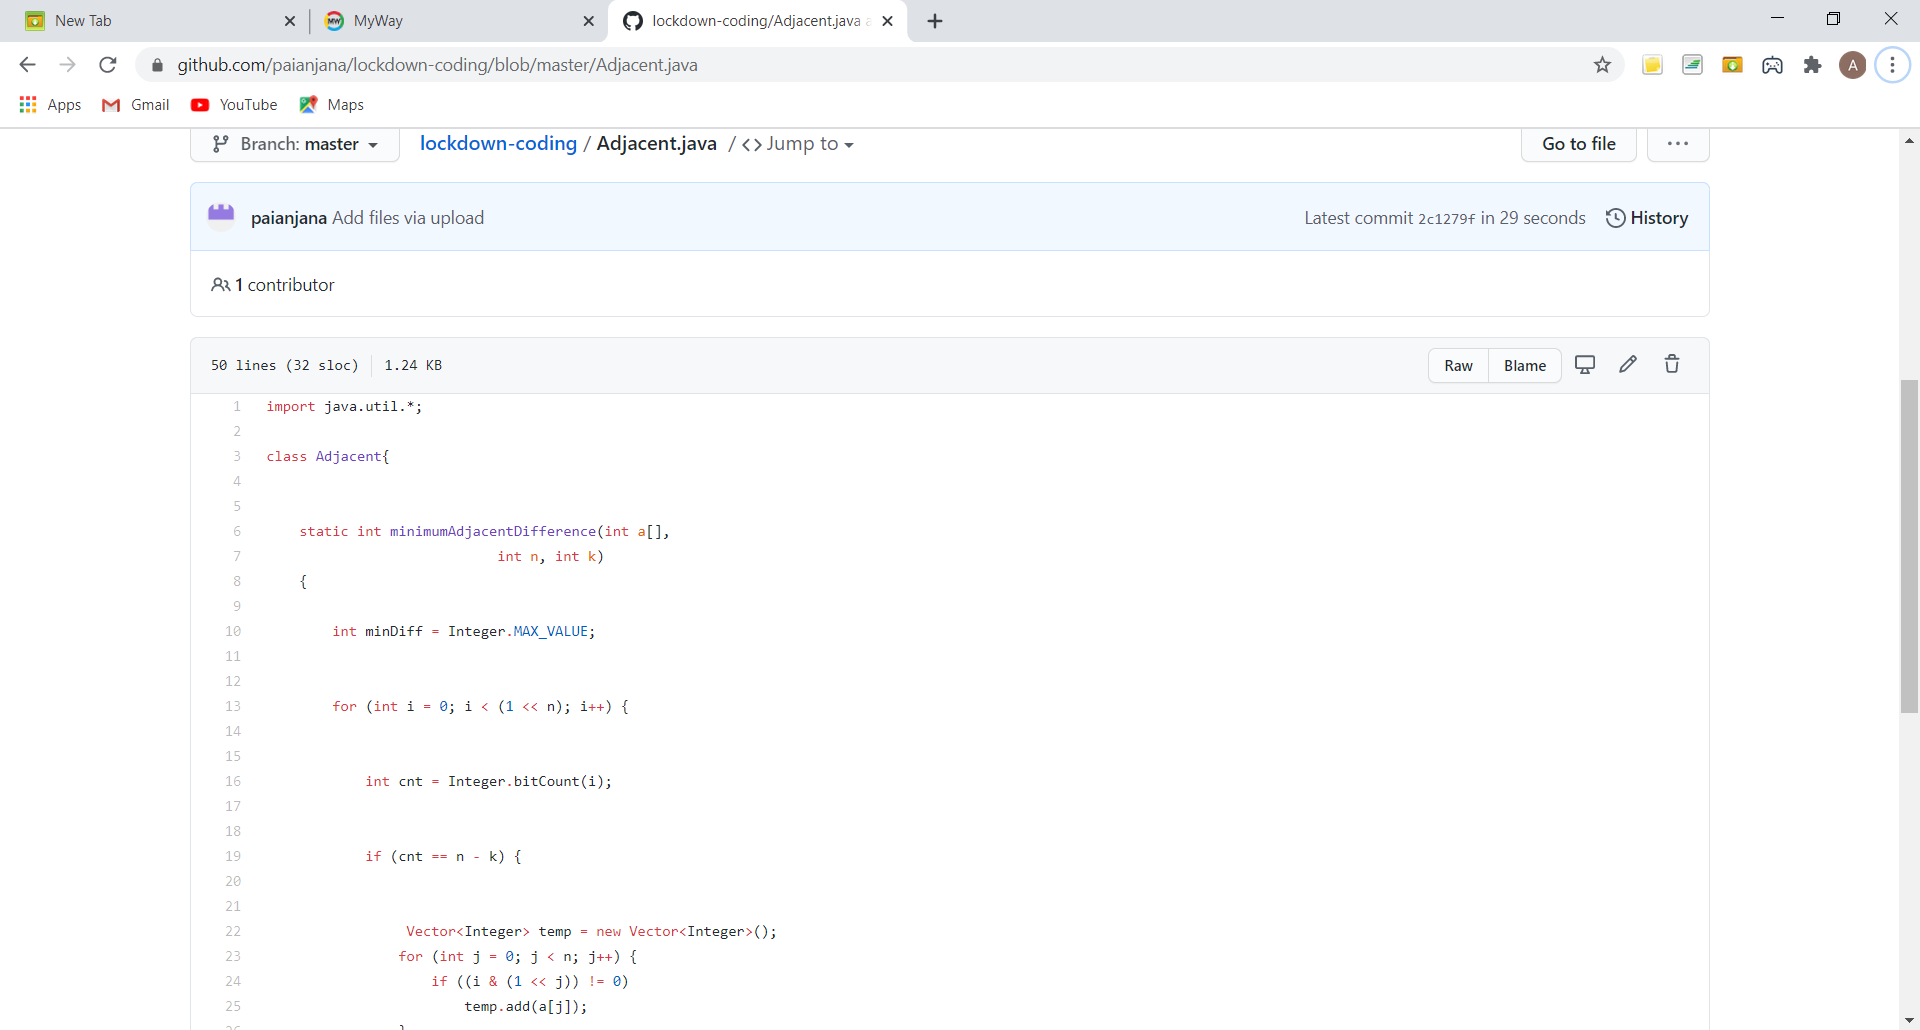 New Tab
MyWay
lockdown-coding/Adjacent.java a
github.com/paianjana/lockdown-coding/blob/master/Adjacent.java
A
Apps
Gmail
YouTube
Maps
Branch: master
lockdown-coding / Adjacent.java / <> Jump to
Go to file
...
paianjana Add files via upload
Latest commit 2c1279f in 29 seconds
History
1 contributor
50 lines (32 sloc)
1.24 KB
Raw
Blame
1 import java.util.*;
2
3 class Adjacent{
4
5
6 static int minimumAdjacentDifference(int a[],
7 int n, int k)
8 {
9
10 int minDiff = Integer.MAX_VALUE;
11
12
13 for (int i = 0; i < (1 << n); i++) {
14
15
16 int cnt = Integer.bitCount(i);
17
18
19 if (cnt == n - k) {
20
21
22 Vector<Integer> temp = new Vector<Integer>();
23 for (int j = 0; j < n; j++) {
24 if ((i & (1 << j)) != 0)
25 temp.add(a[j]);